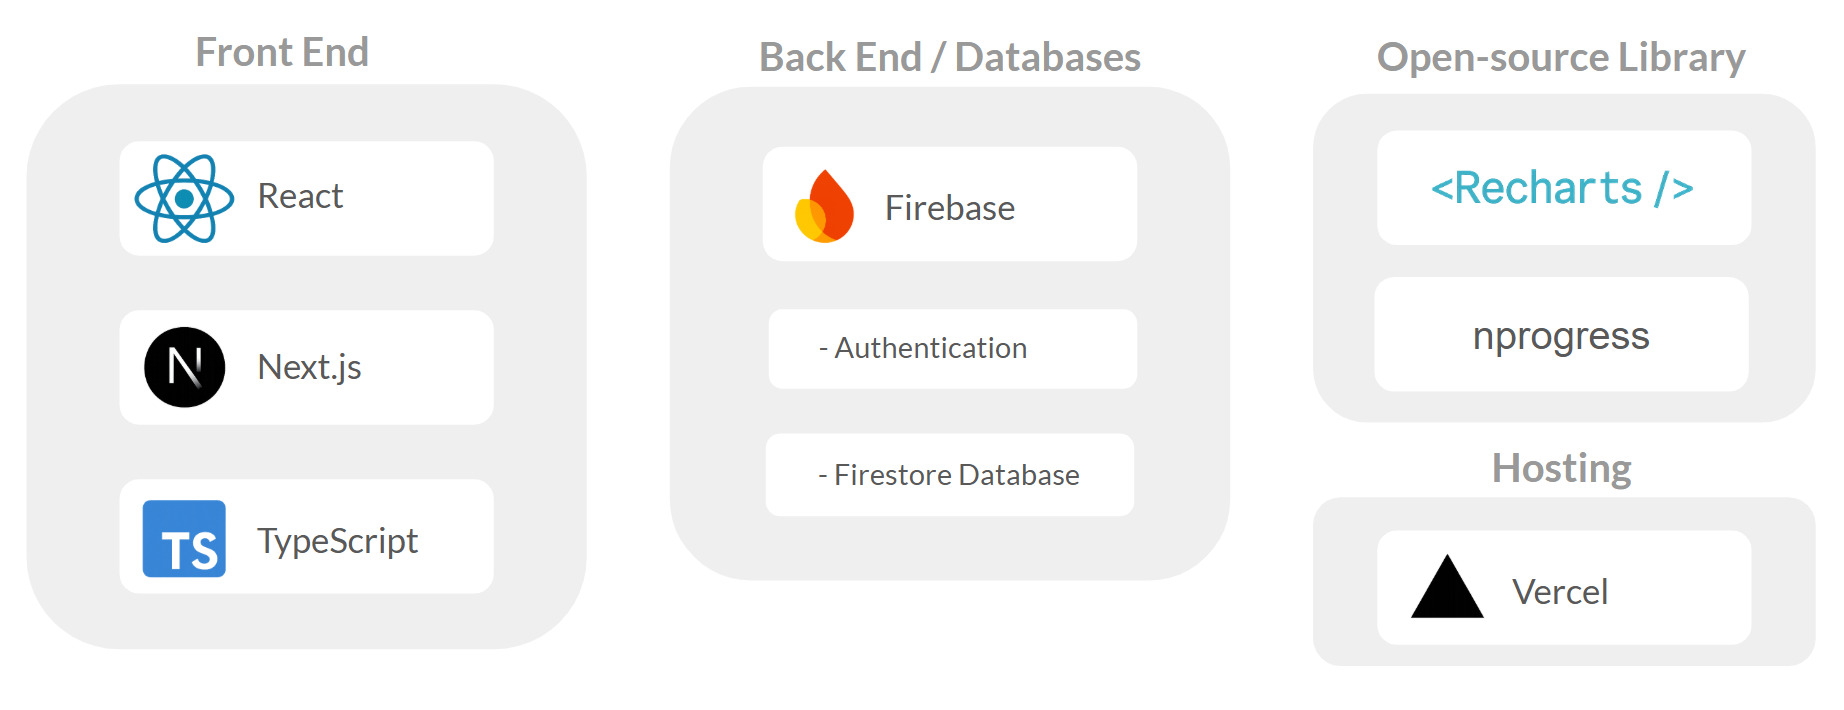 Front End
React
Next.js
TS
TypeScript
Back End / Databases
Firebase
- Authentication
- Firestore Database
Open-source Library
<Recharts />
nprogress
Hosting
Vercel